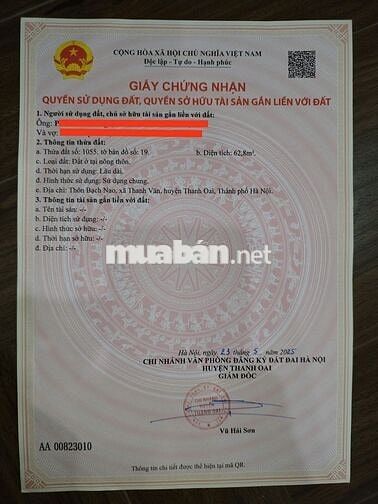 CỘNG HÒA XÃ HỘI CHỦ NGHĨA VIỆT NAM
Độc lập - Tự do - Hạnh phúc
GIẤY CHỨNG NHẬN
QUYỀN SỬ DỤNG ĐẤT, QUYỀN SỞ HỮU TÀI SẢN GẮN LIỀN VỚI ĐẤT
1. Người sử dụng đất, chủ sở hữu tài sản gắn liền với đất:
Ông: P
Và vợ:
2. Thông tin thửa đất:
a. Thửa đất số: 1055, tờ bản đồ số: 19. b. Diện tích: 62,8m².
c. Loại đất: Đất ở tại nông thôn.
d. Thời hạn sử dụng: Lâu dài.
đ. Hình thức sử dụng: Sử dụng chung.
e. Địa chỉ: Thôn Bạch Nao, xã Thanh Văn, huyện Thanh Oai, Thành phố Hà Nội.
3. Thông tin tài sản gắn liền với đất:
a. Tên tài sản: -/-
b. Diện tích sử dụng: -/-
c. Hình thức sở hữu: -/-
d. Thời hạn sở hữu: -/-
đ. Địa chỉ: -/-
muabán.net
Hà Nội, ngày 23 tháng 5 năm 2025
CHI NHÁNH VĂN PHÒNG ĐĂNG KÝ ĐẤT ĐAI HÀ NỘI
HUYỆN THANH OAI
GIÁM ĐỐC
CHI NHÁNH
HUYỆN
THANH OAI
Vũ Hải Sơn
AA 00823010
Thông tin chi tiết được thể hiện tại mã QR.